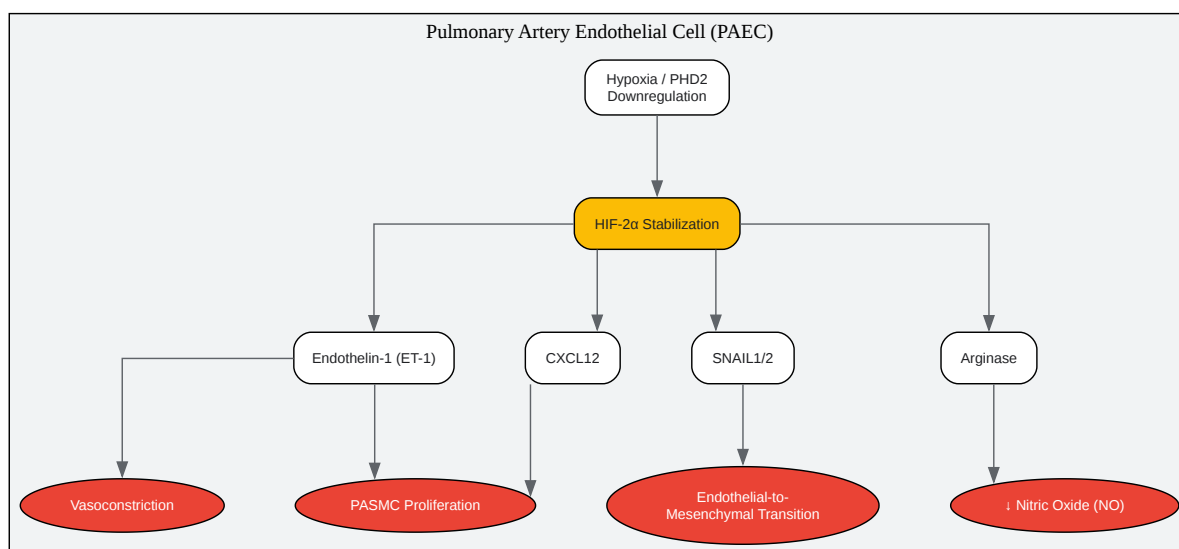 Pulmonary Artery Endothelial Cell (PAEC)
Hypoxia / PHD2
Downregulation
HIF-2α Stabilization
Endothelin-1 (ET-1)
CXCL12
SNAIL1/2
Arginase
Vasoconstriction
PASMC Proliferation
Endothelial-to-
Mesenchymal Transition
↓ Nitric Oxide (NO)